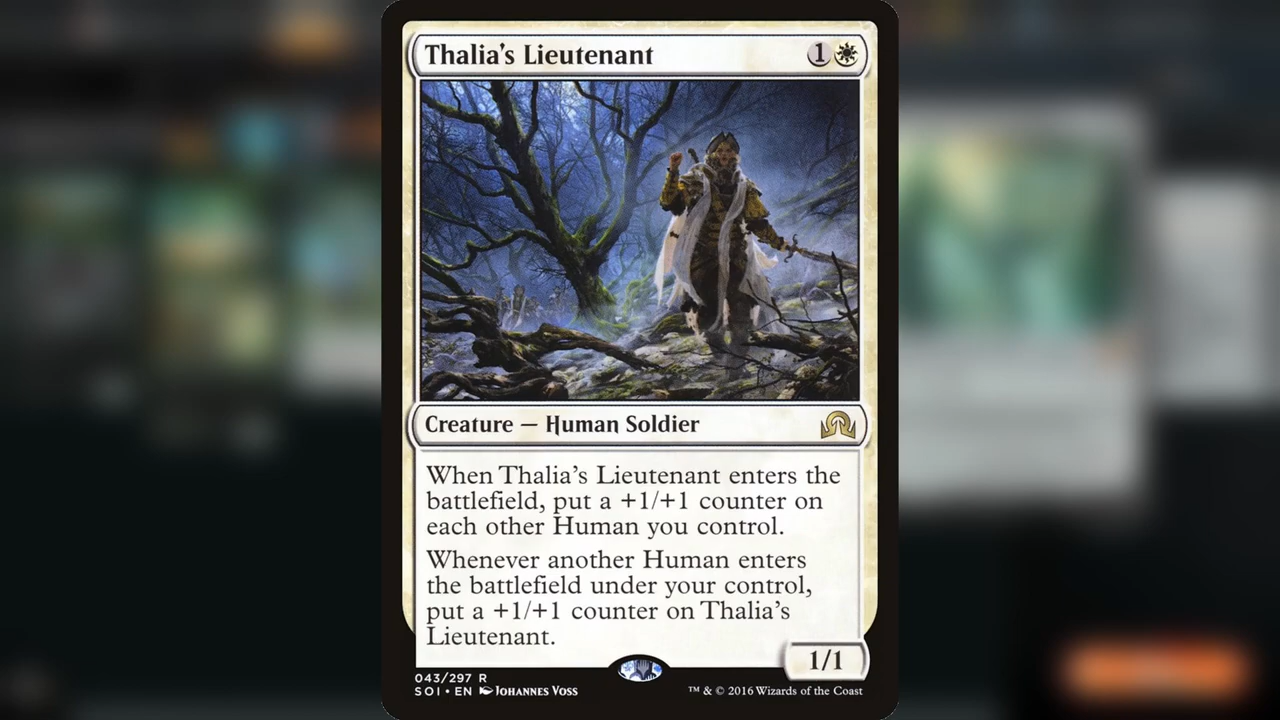 Thalia's Lieutenant 1
Creature — Human Soldier
When Thalia's Lieutenant enters the
battlefield, put a +1/+1 counter on
each other Human you control.
Whenever another Human enters
the battlefield under your control,
put a +1/+1 counter on Thalia's
Lieutenant.
1/1
043/297 R
SOI • EN Johannes Voss
™ & © 2016 Wizards of the Coast